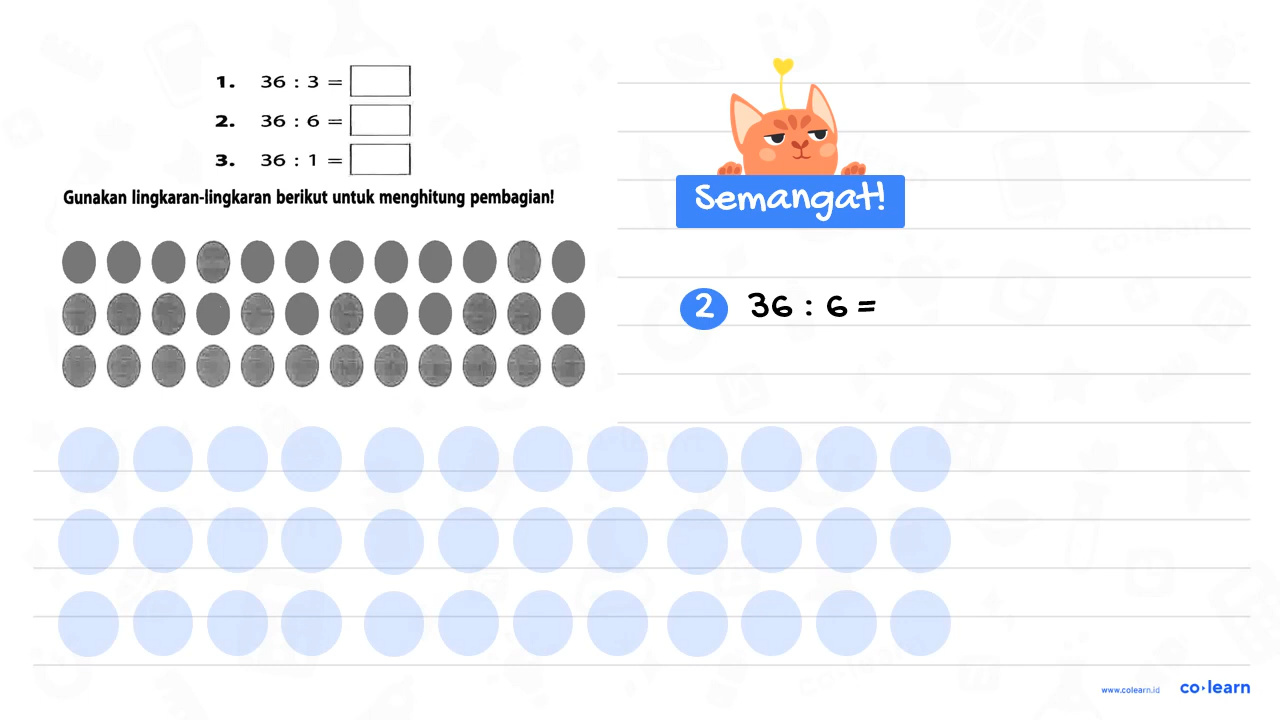 1. 36 : 3 =
2. 36 : 6 =
3. 36 : 1 =
Gunakan lingkaran-lingkaran berikut untuk menghitung pembagian!
Semangat!
2 36 : 6 =
www.colearn.id co·learn